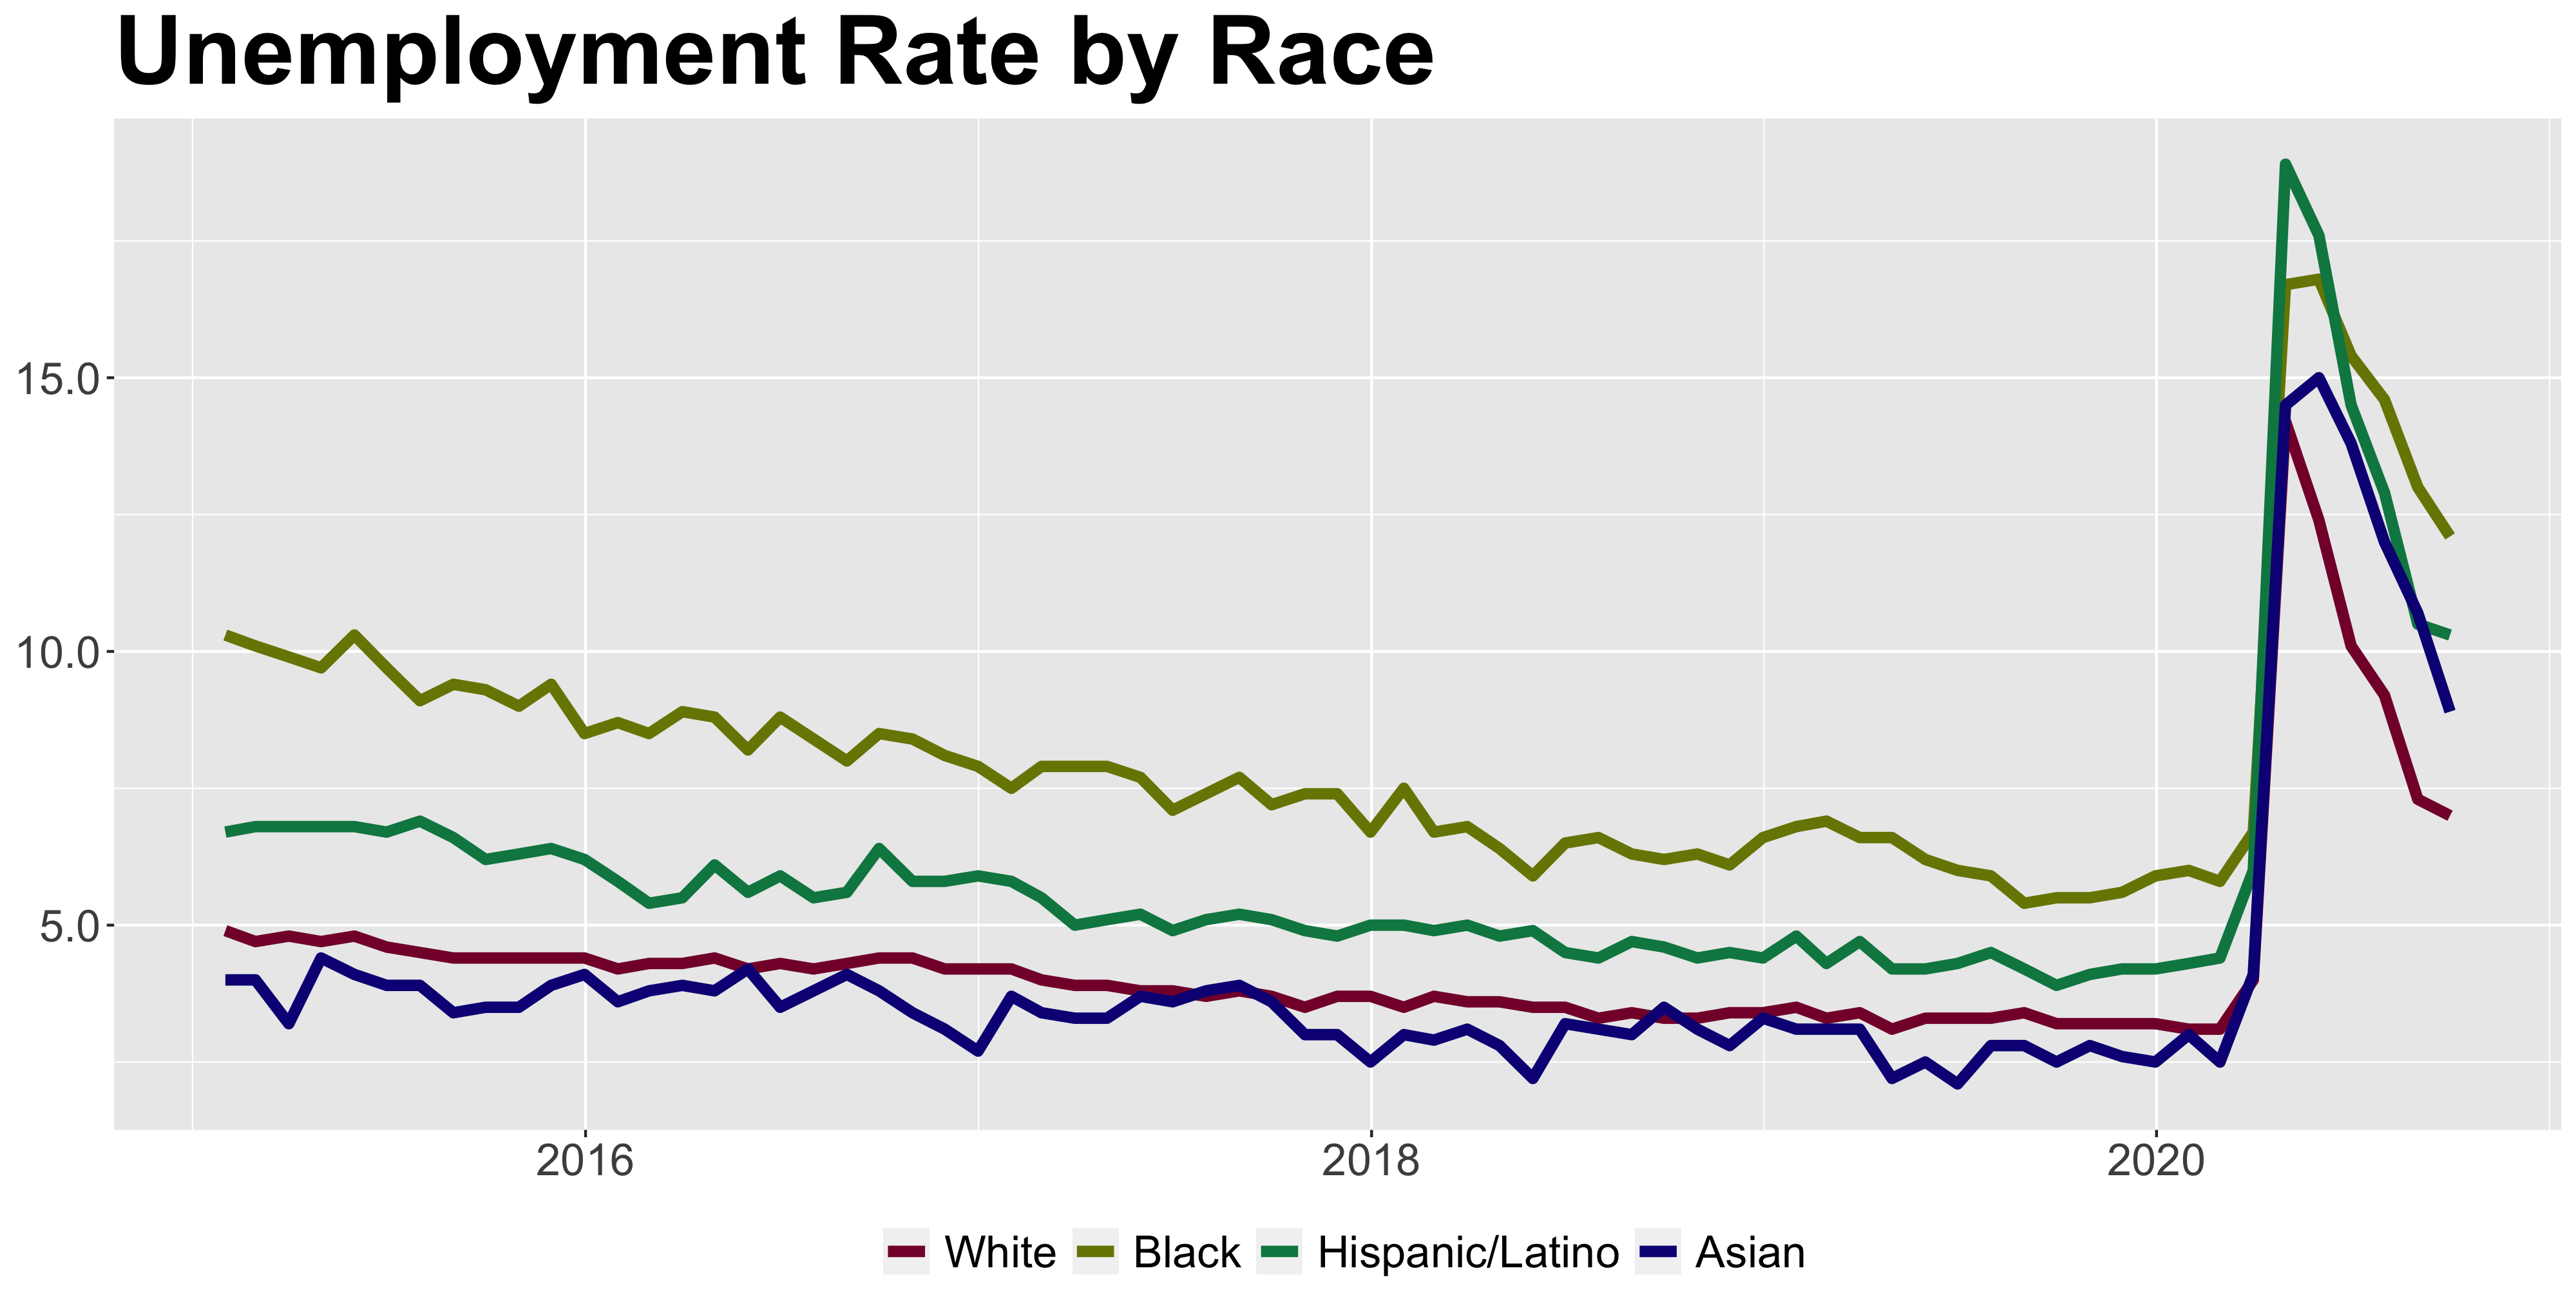 Unemployment Rate by Race
15.0
10.0
5.0
2016 2018 2020
White Black Hispanic/Latino Asian